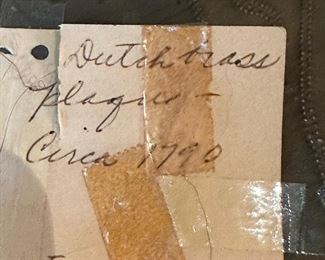 Dutch brass
plaque -
Circa 1790